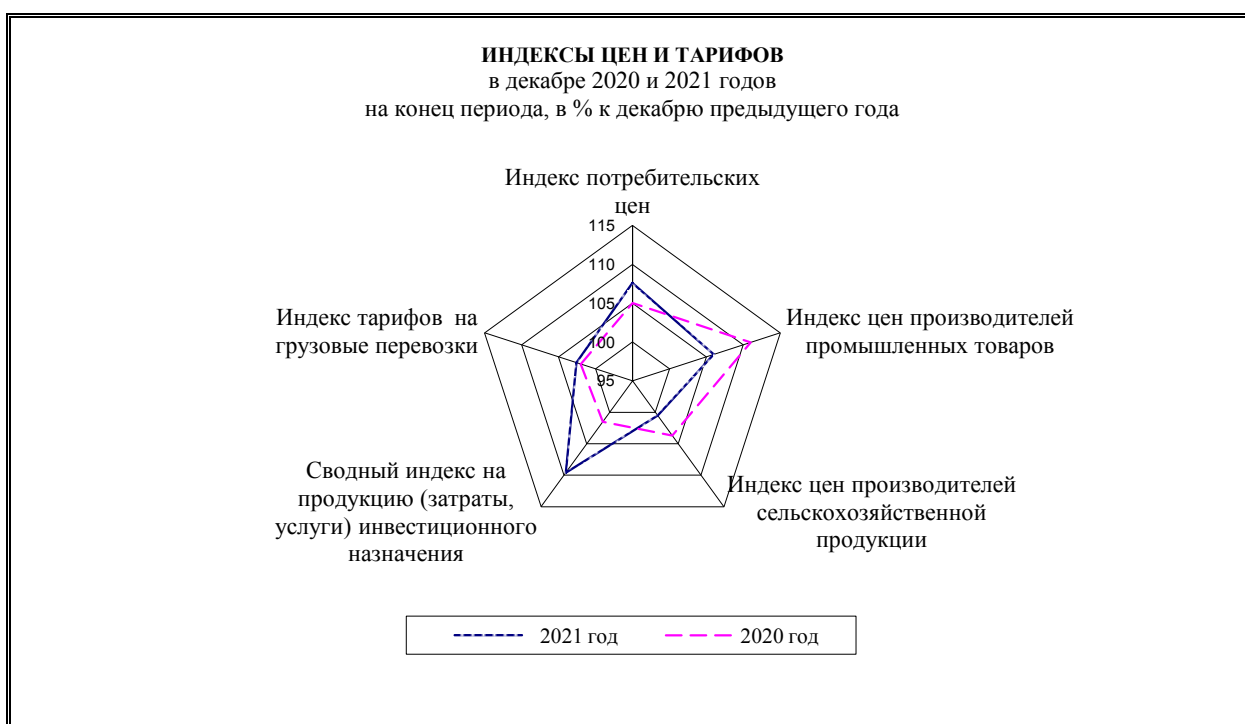 ИНДЕКСЫ ЦЕН И ТАРИФОВ
в декабре 2020 и 2021 годов
на конец периода, в % к декабрю предыдущего года
Индекс потребительских
цен
115
110
105
100
95
Индекс тарифов на
грузовые перевозки
Индекс цен производителей
промышленных товаров
Сводный индекс на
продукцию (затраты,
услуги) инвестиционного
назначения
Индекс цен производителей
сельскохозяйственной
продукции
2021 год
2020 год